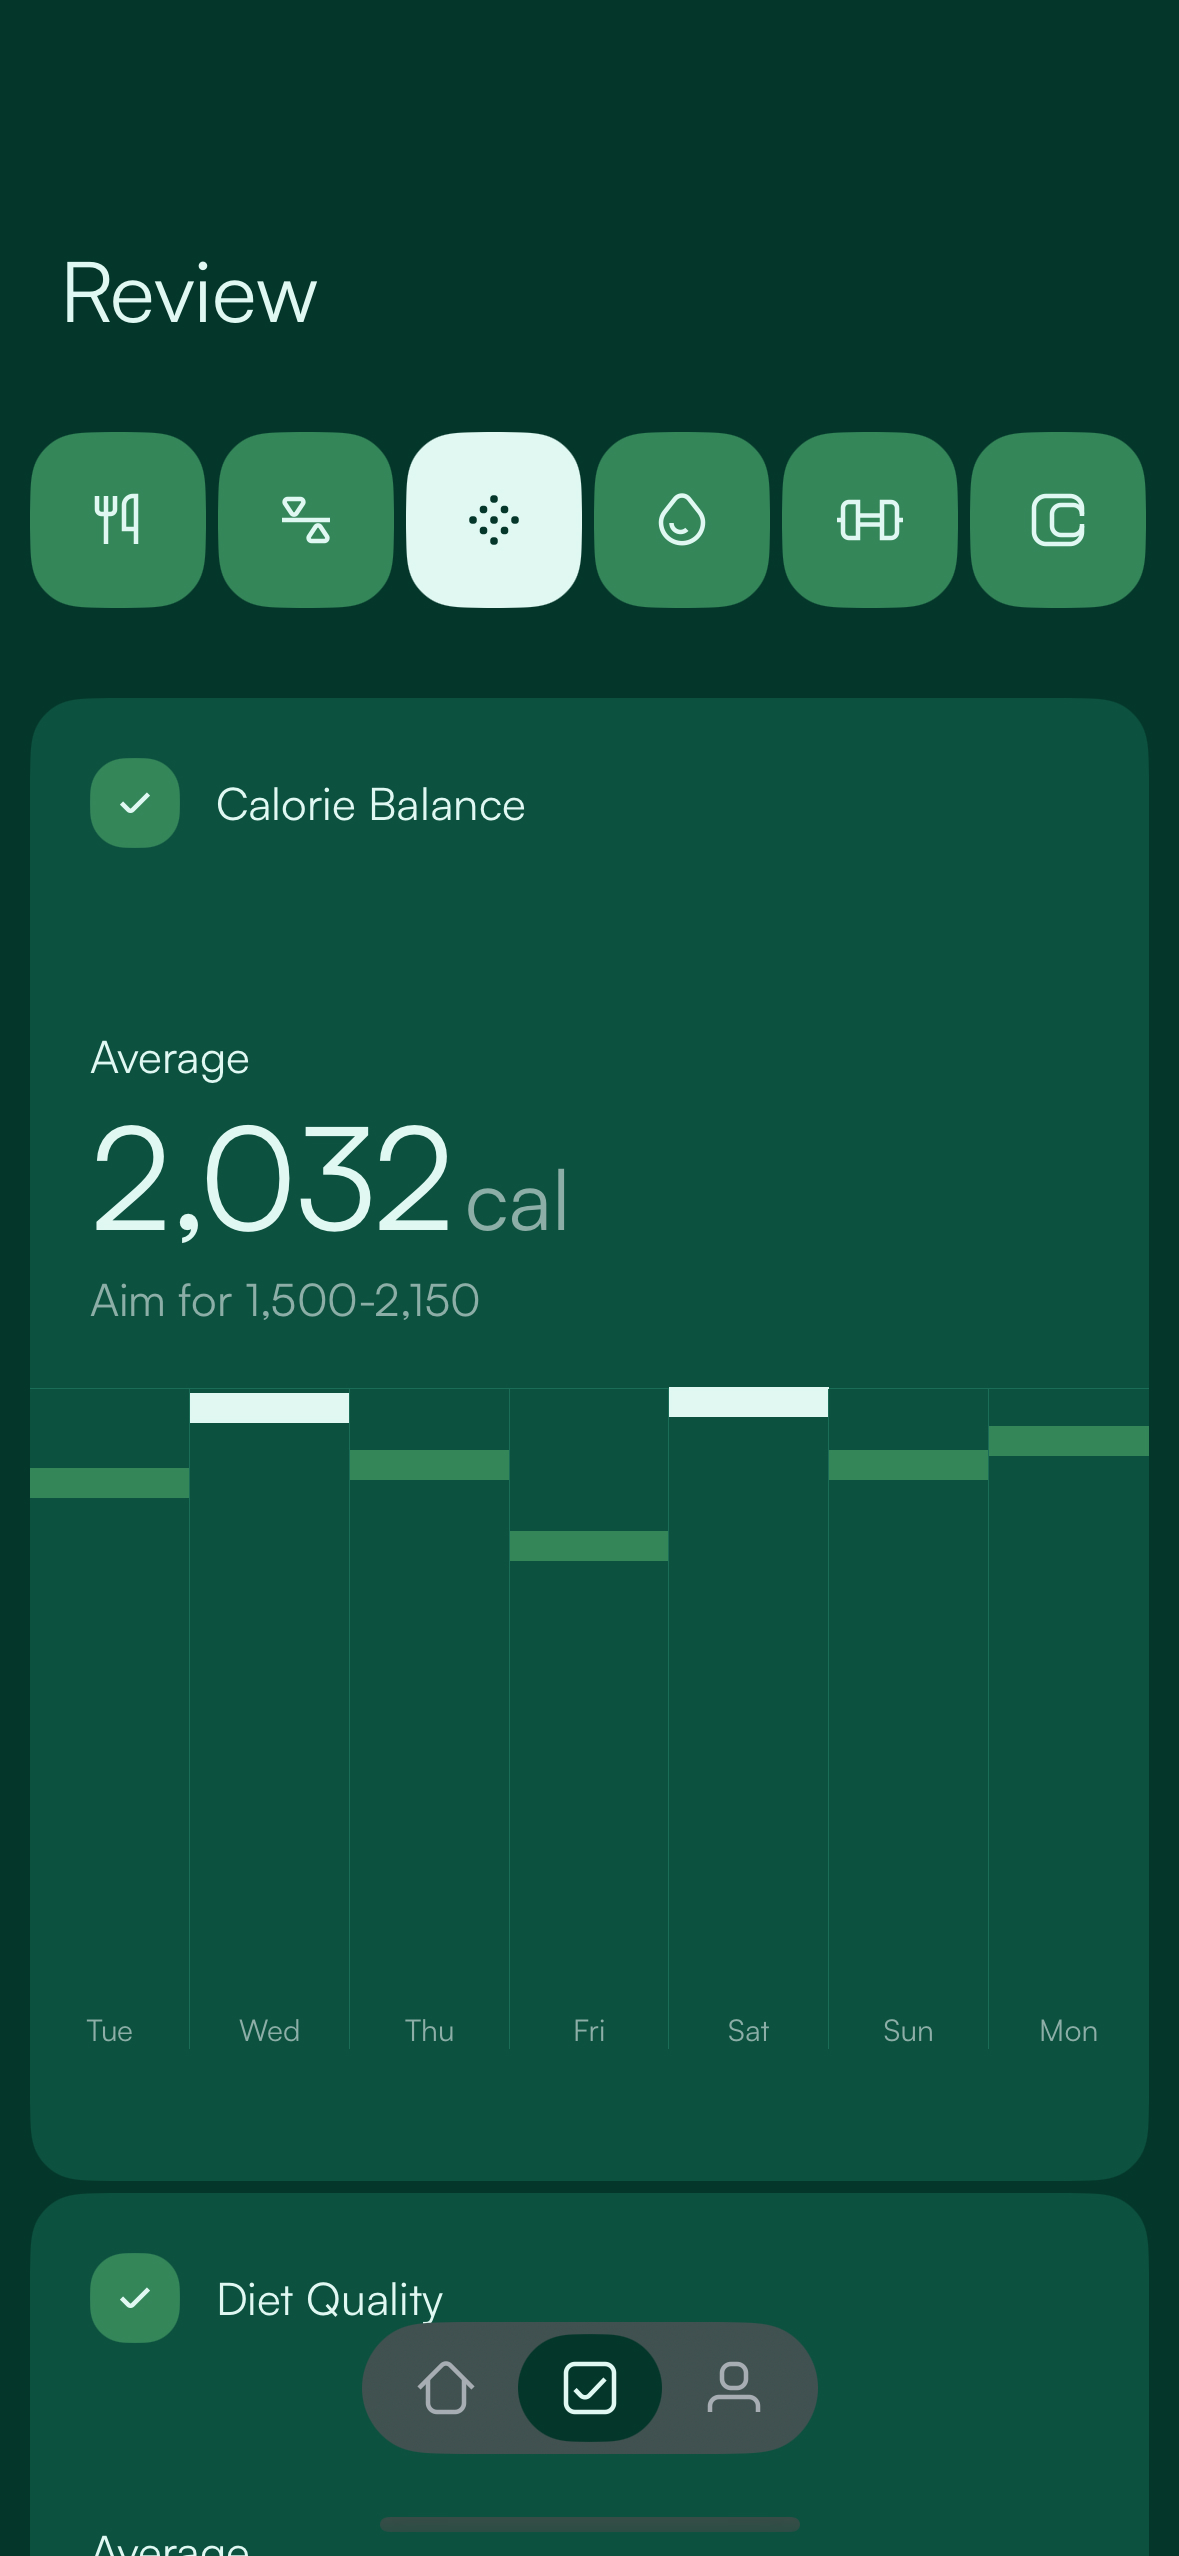 Review
Calorie Balance
Average
2,032 cal
Aim for 1,500-2,150
Tue Wed Thu Fri Sat Sun Mon
Diet Quality
Average